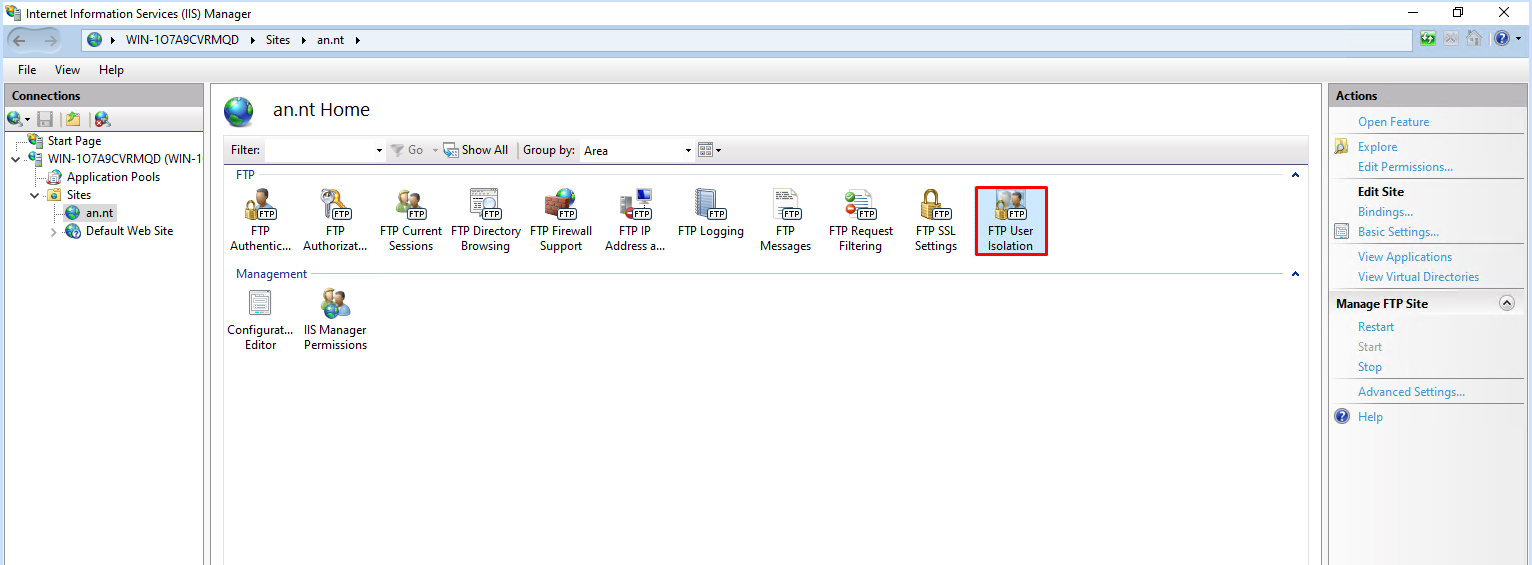 Internet Information Services (IIS) Manager
WIN-1O7A9CVRMQD Sites an.nt
File View Help
Connections
Start Page
WIN-1O7A9CVRMQD (WIN-1
Application Pools
Sites
an.nt
Default Web Site
an.nt Home
Filter: Go Show All Group by: Area
FTP
FTP Authentic...
FTP Authorizat...
FTP Current Sessions
FTP Directory Browsing
FTP Firewall Support
FTP IP Address a...
FTP Logging
FTP Messages
FTP Request Filtering
FTP SSL Settings
FTP User Isolation
Management
Configurat... Editor
IIS Manager Permissions
Actions
Open Feature
Explore
Edit Permissions...
Edit Site
Bindings...
Basic Settings...
View Applications
View Virtual Directories
Manage FTP Site
Restart
Start
Stop
Advanced Settings...
Help